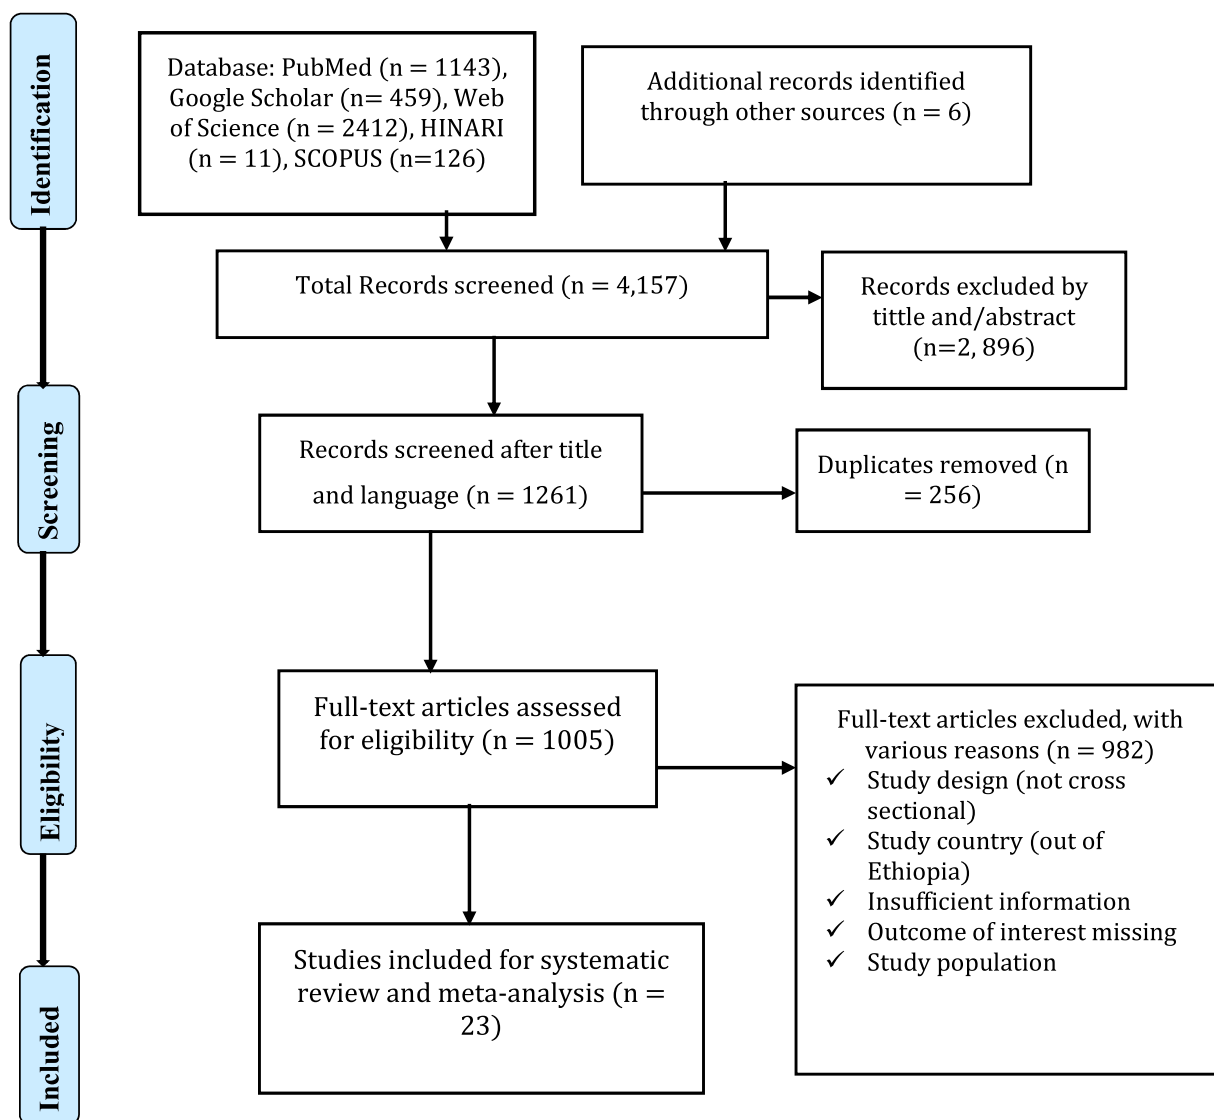 Identification
Database: PubMed (n = 1143),
Google Scholar (n= 459), Web
of Science (n = 2412), HINARI
(n = 11), SCOPUS (n=126)
Additional records identified
through other sources (n = 6)
Total Records screened (n = 4,157)
Records excluded by
tittle and/abstract
(n=2, 896)
Screening
Records screened after title
and language (n = 1261)
Duplicates removed (n
= 256)
Eligibility
Full-text articles assessed
for eligibility (n = 1005)
Full-text articles excluded, with
various reasons (n = 982)
✓ Study design (not cross
sectional)
✓ Study country (out of
Ethiopia)
✓ Insufficient information
✓ Outcome of interest missing
✓ Study population
Included
Studies included for systematic
review and meta-analysis (n =
23)